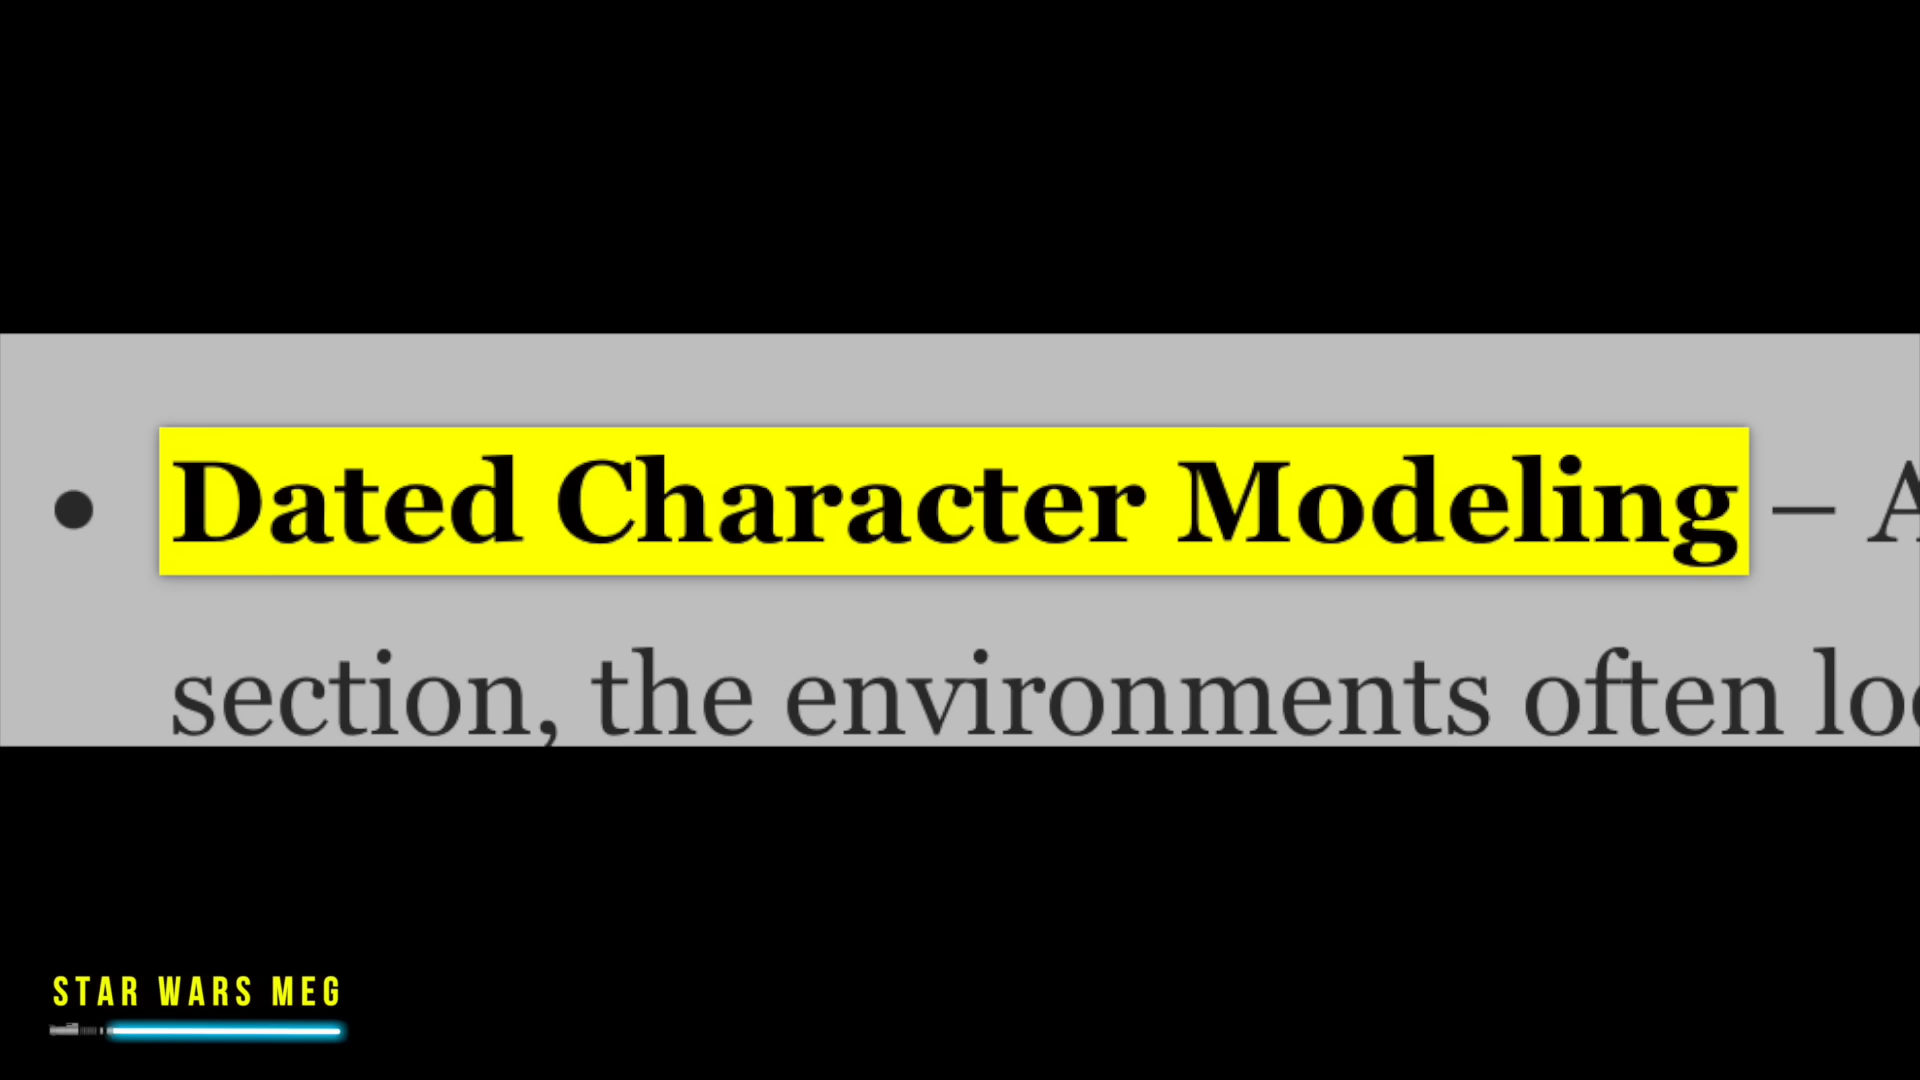 • Dated Character Modeling –
section, the environments often
STAR WARS MEG